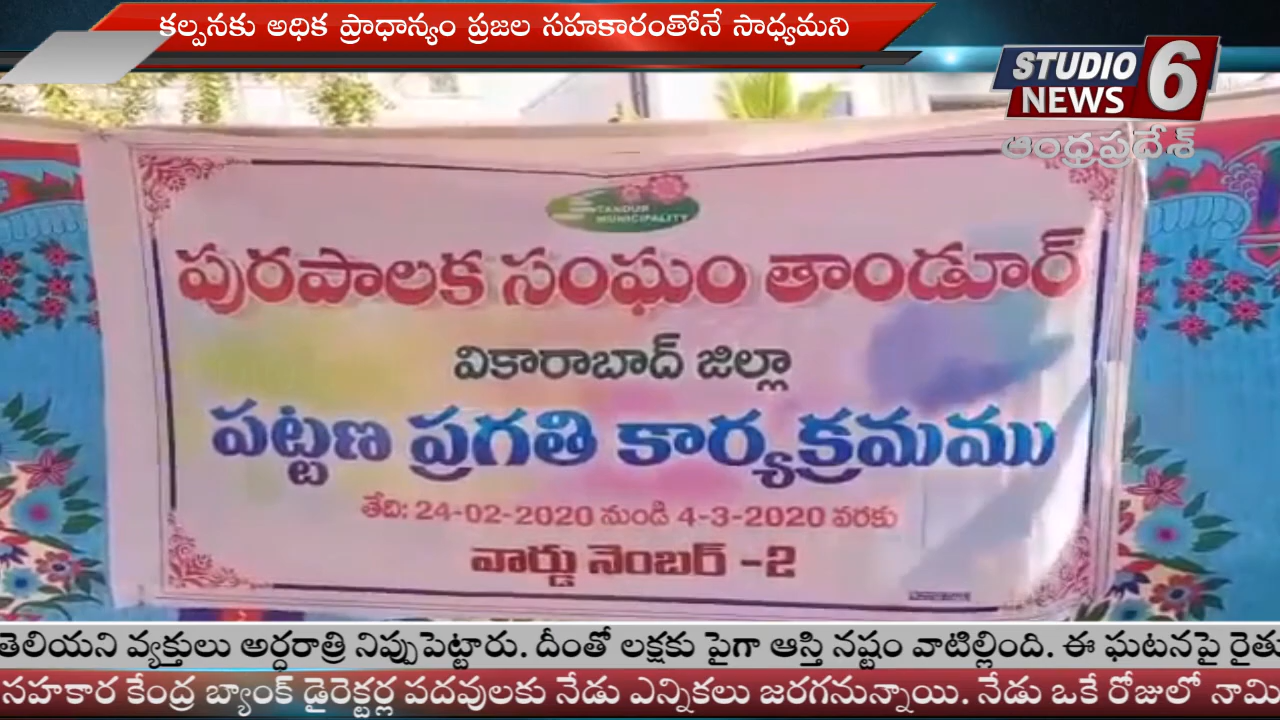 కల్పనకు అధిక ప్రాధాన్యం ప్రజల సహకారంతోనే సాధ్యమని
STUDIO
NEWS 6
ఆంధ్రప్రదేశ్
TANDUR
MUNICIPALITY
పురపాలక సంఘం తాండూర్
వికారాబాద్ జిల్లా
పట్టణ ప్రగతి కార్యక్రమము
తేది: 24-02-2020 నుండి 4-3-2020 వరకు
వార్డు నెంబర్ -2
తెలియని వ్యక్తులు అర్ధరాత్రి నిప్పుపెట్టారు. దీంతో లక్షకు పైగా ఆస్తి నష్టం వాటిల్లింది. ఈ ఘటనపై రైతు
సహకార కేంద్ర బ్యాంక్ డైరెక్టర్ల పదవులకు నేడు ఎన్నికలు జరగనున్నాయి. నేడు ఒకే రోజులో నామి